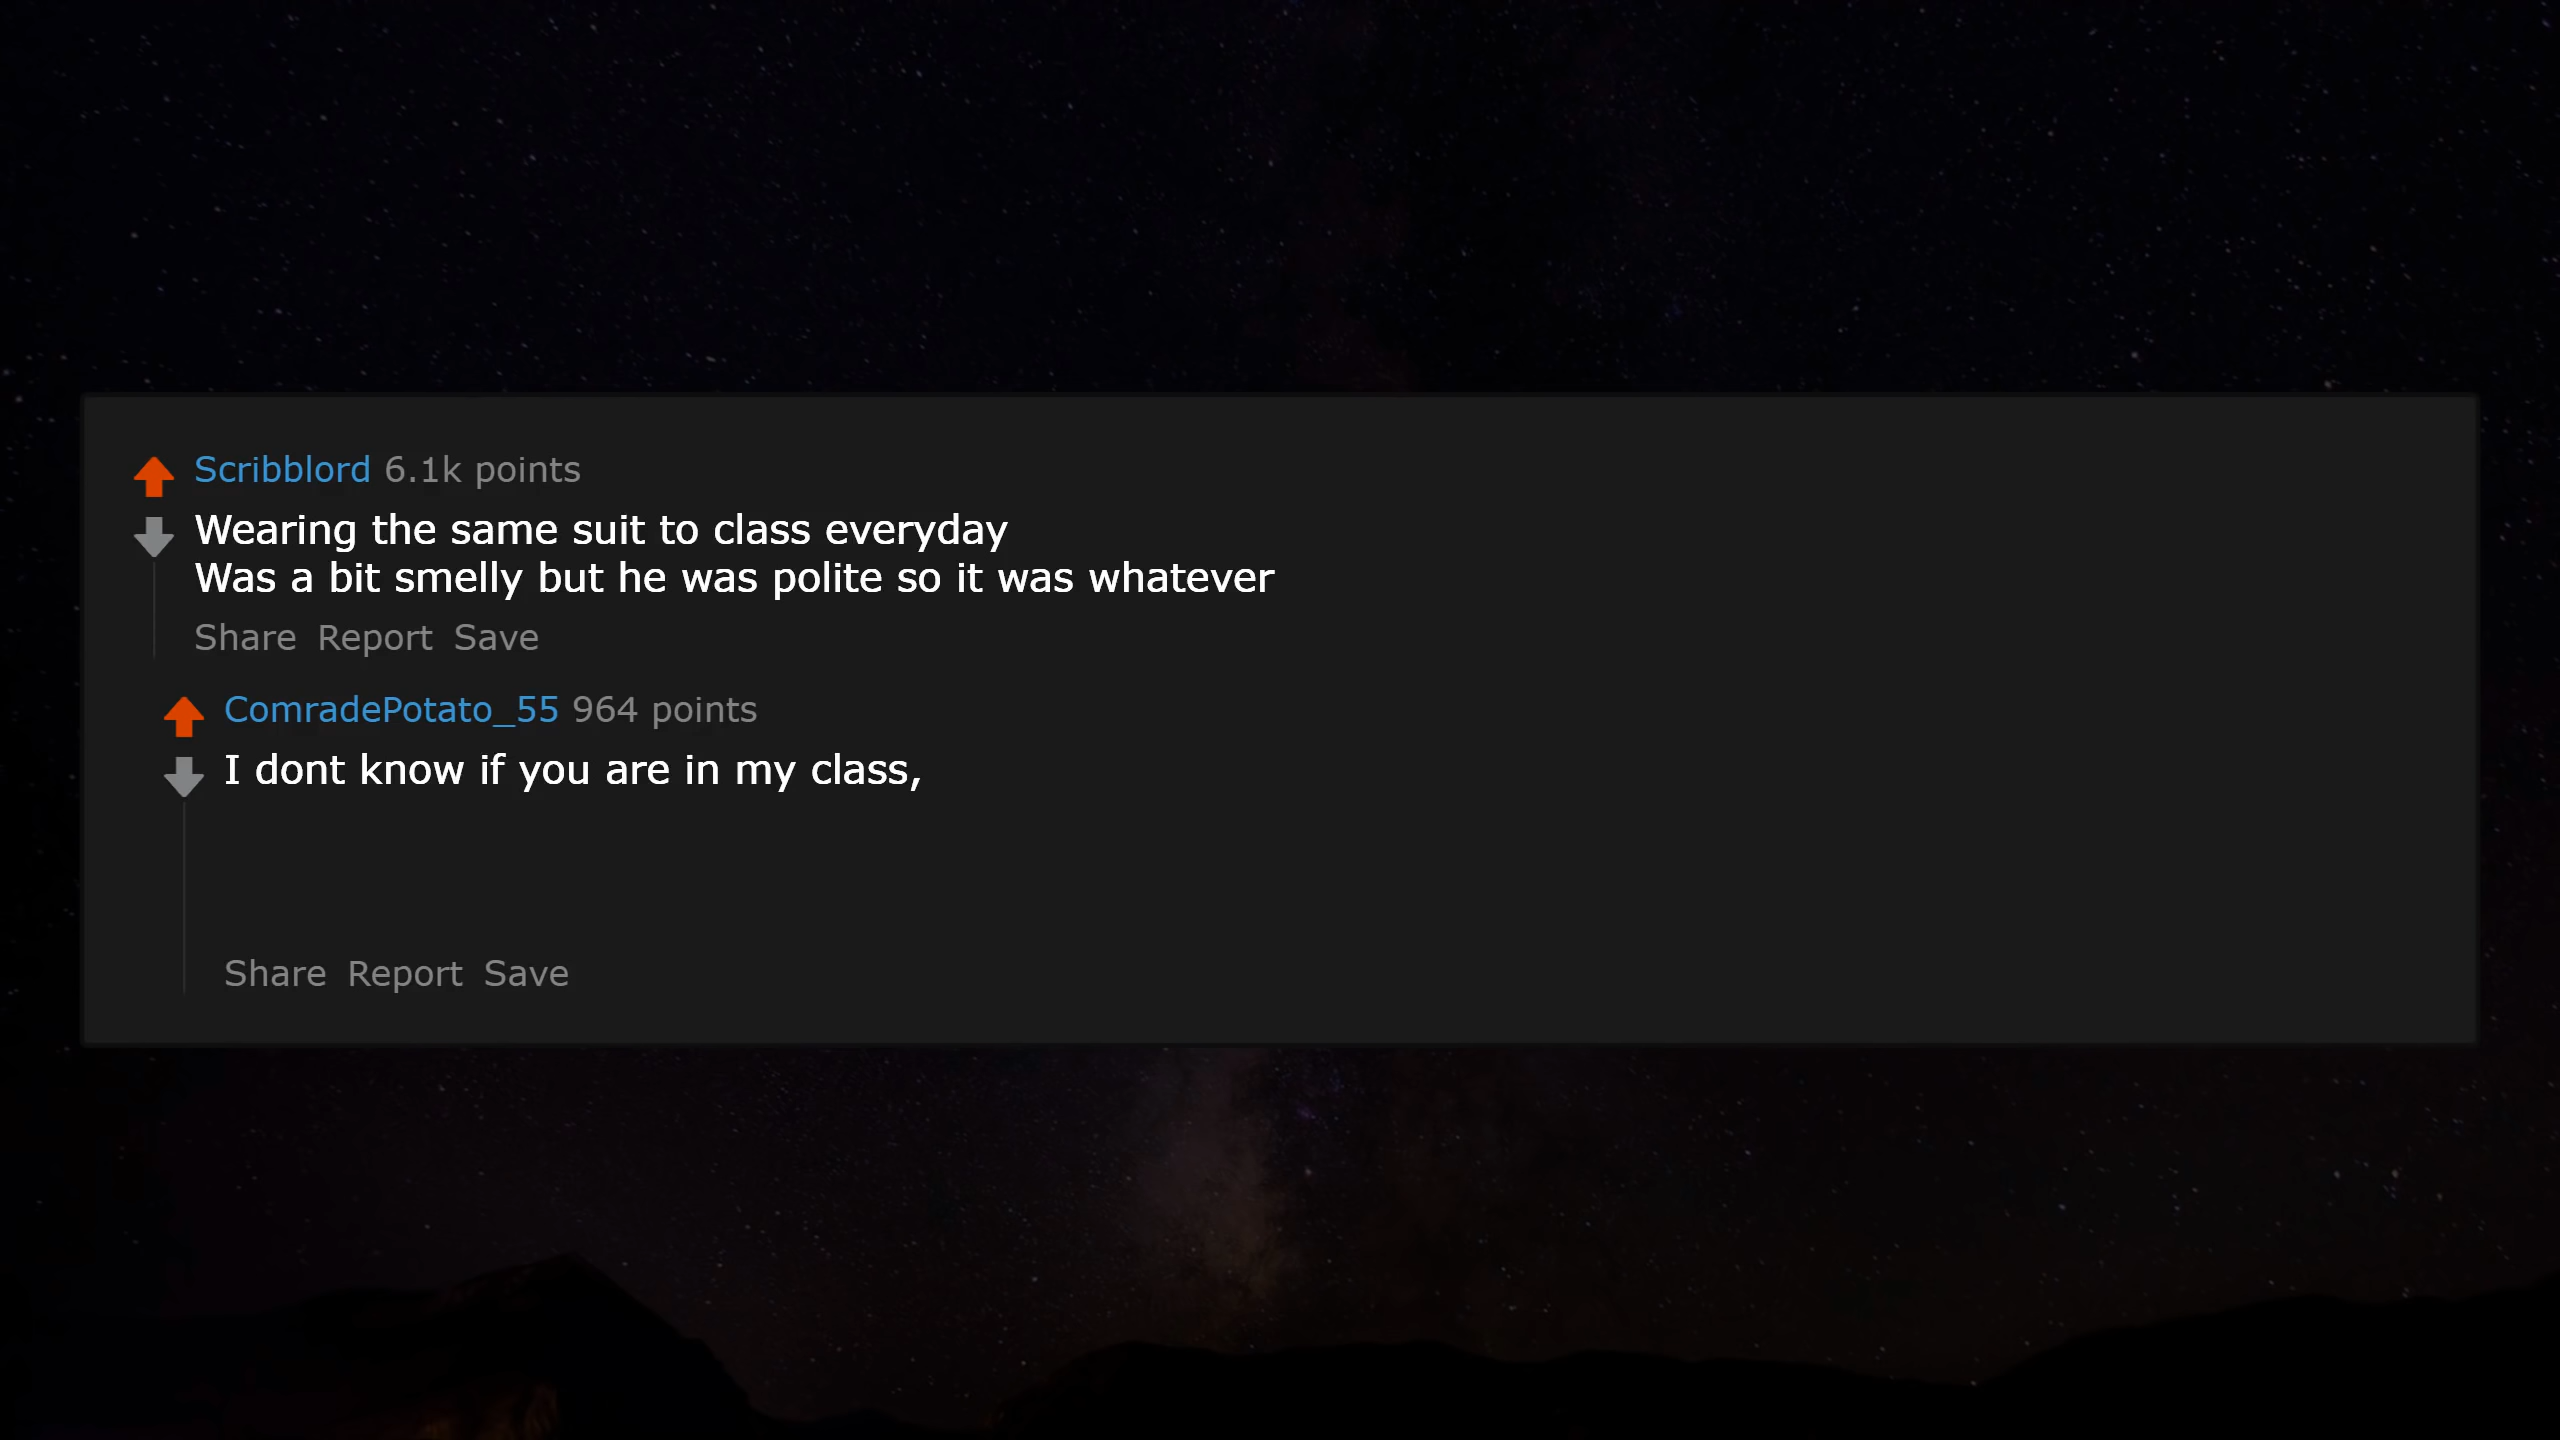 Scribblord 6.1k points
Wearing the same suit to class everyday
Was a bit smelly but he was polite so it was whatever
Share Report Save
ComradePotato_55 964 points
I dont know if you are in my class,
Share Report Save